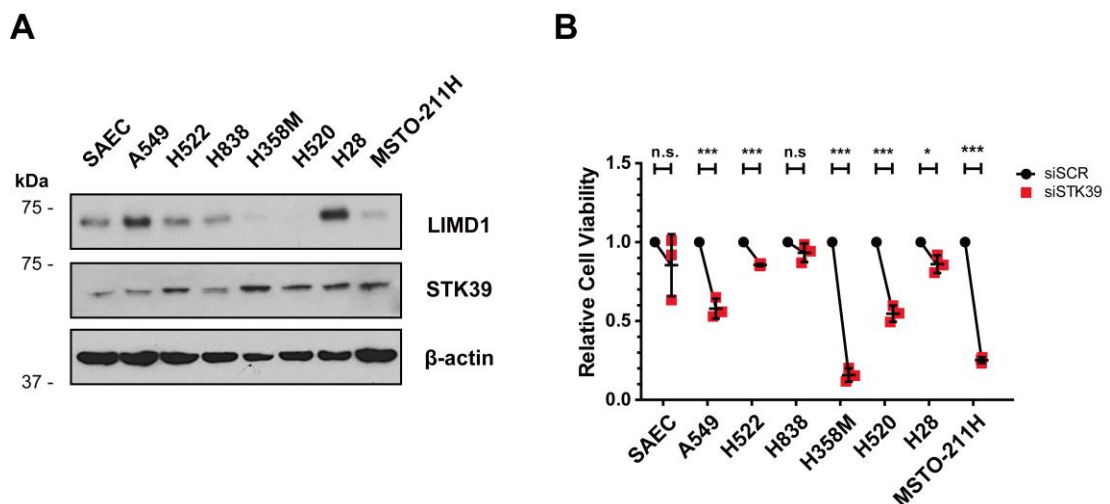 A
SAEC
A549
H522
H838
H358M
H520
H28
MSTO-211H
kDa
75 -
LIMD1
75 -
STK39
β-actin
37 -
B
n.s.
***
***
n.s
***
***
*
***
siSCR
siSTK39
Relative Cell Viability
1.5
1.0
0.5
0.0
SAEC
A549
H522
H838
H358M
H520
H28
MSTO-211H